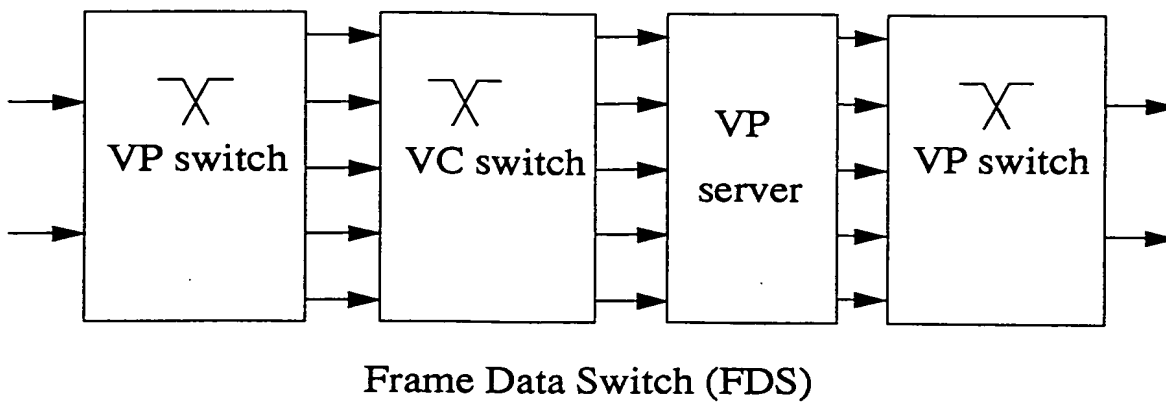 VP switch
VC switch
VP
server
VP switch
Frame Data Switch (FDS)